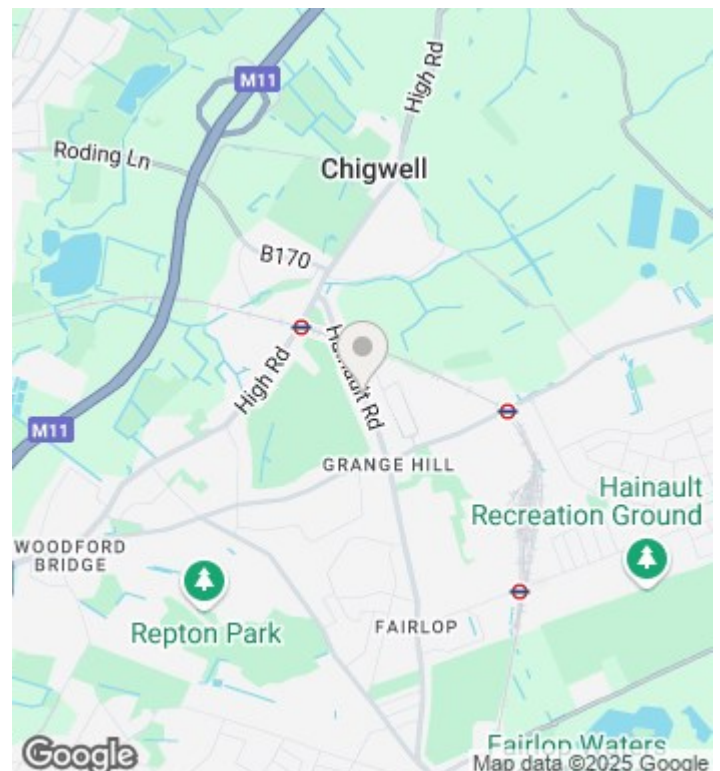 M11
High Rd
Roding Ln
Chigwell
B170
Hainault Rd
High Rd
M11
GRANGE HILL
Hainault
Recreation Ground
WOODFORD
BRIDGE
Repton Park
FAIRLOP
Fairlop Waters
Google
Map data ©2025 Google